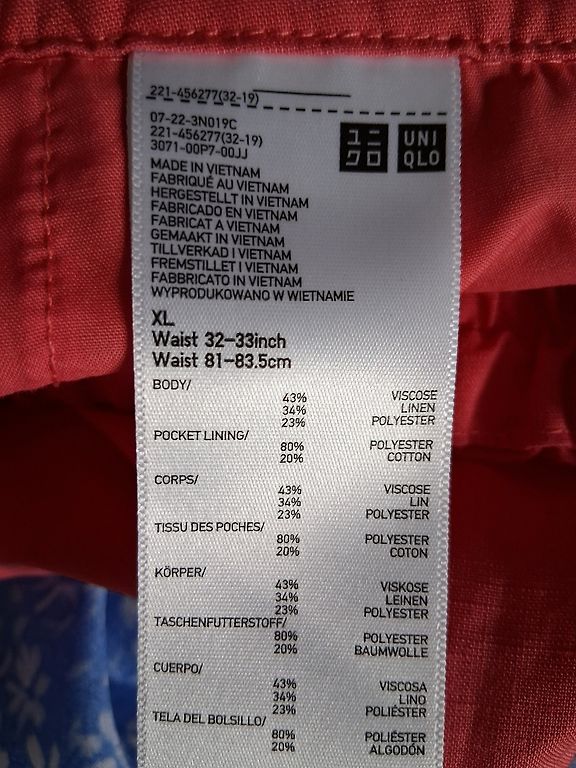 221-456277(32-19)
07-22-3N019C
221-456277(32-19)
3071-00P7-00JJ
ユニ
クロ
UNI
QLO
MADE IN VIETNAM
FABRIQUÉ AU VIETNAM
HERGESTELLT IN VIETNAM
FABRICADO EN VIETNAM
FABRICAT A VIETNAM
GEMAAKT IN VIETNAM
TILLVERKAD I VIETNAM
FREMSTILLET I VIETNAM
FABBRICATO IN VIETNAM
WYPRODUKOWANO W WIETNAMIE
XL
Waist 32-33inch
Waist 81-83.5cm
BODY/
43% VISCOSE
34% LINEN
23% POLYESTER
POCKET LINING/
80% POLYESTER
20% COTTON
CORPS/
43% VISCOSE
34% LIN
23% POLYESTER
TISSU DES POCHES/
80% POLYESTER
20% COTON
KÖRPER/
43% VISKOSE
34% LEINEN
23% POLYESTER
TASCHENFUTTERSTOFF/
80% POLYESTER
20% BAUMWOLLE
CUERPO/
43% VISCOSA
34% LINO
23% POLIÉSTER
TELA DEL BOLSILLO/
80% POLIÉSTER
20% ALGODÓN